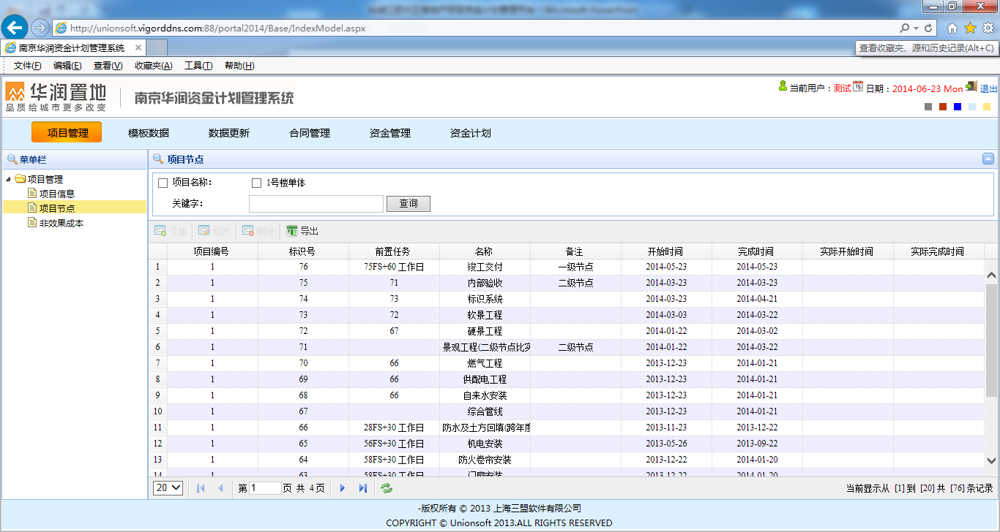 http://unionsoft.vigorddns.com:88/portal2014/Base/IndexModel.aspx
南京华润资金计划管理系统
查看收藏夹、源和历史记录(Alt+C)
文件(F) 编辑(E) 查看(V) 收藏夹(A) 工具(T) 帮助(H)
华润置地
品质给城市更多改变
南京华润资金计划管理系统
当前用户：测试 日期：2014-06-23 Mon 退出
项目管理 模板数据 数据更新 合同管理 资金管理 资金计划
菜单栏
项目管理
项目信息
项目节点
非效果成本
项目节点
项目名称： 1号楼单体
关键字： 查询
添加 修改 删除 导出
项目编号 标识号 前置任务 名称 备注 开始时间 完成时间 实际开始时间 实际完成时间
1 1 76 75FS+60 工作日 竣工交付 一级节点 2014-05-23 2014-05-23
2 1 75 71 内部验收 二级节点 2014-03-23 2014-03-23
3 1 74 73 标识系统 2014-03-23 2014-04-21
4 1 73 72 软景工程 2014-03-03 2014-03-22
5 1 72 67 硬景工程 2014-01-22 2014-03-02
6 1 71 景观工程(二级节点比实 二级节点 2014-01-22 2014-03-22
7 1 70 66 燃气工程 2013-12-23 2014-01-21
8 1 69 66 供配电工程 2013-12-23 2014-01-21
9 1 68 66 自来水安装 2013-12-23 2014-01-21
10 1 67 综合管线 2013-12-23 2014-01-21
11 1 66 28FS+30 工作日 防水及土方回填(跨年度 2013-11-23 2013-12-22
12 1 65 56FS+30 工作日 机电安装 2013-05-26 2013-09-22
13 1 64 58FS+30 工作日 防火卷帘安装 2013-12-22 2014-01-20
14 1 63 58FS+30 工作日 门扇安装 2013-12-22 2014-01-20
20 第 1 页 共 4页 当前显示从 [1]到 [20]共 [76]条记录
-版权所有 © 2013 上海三盟软件有限公司
COPYRIGHT © Unionsoft 2013.ALL RIGHTS RESERVED